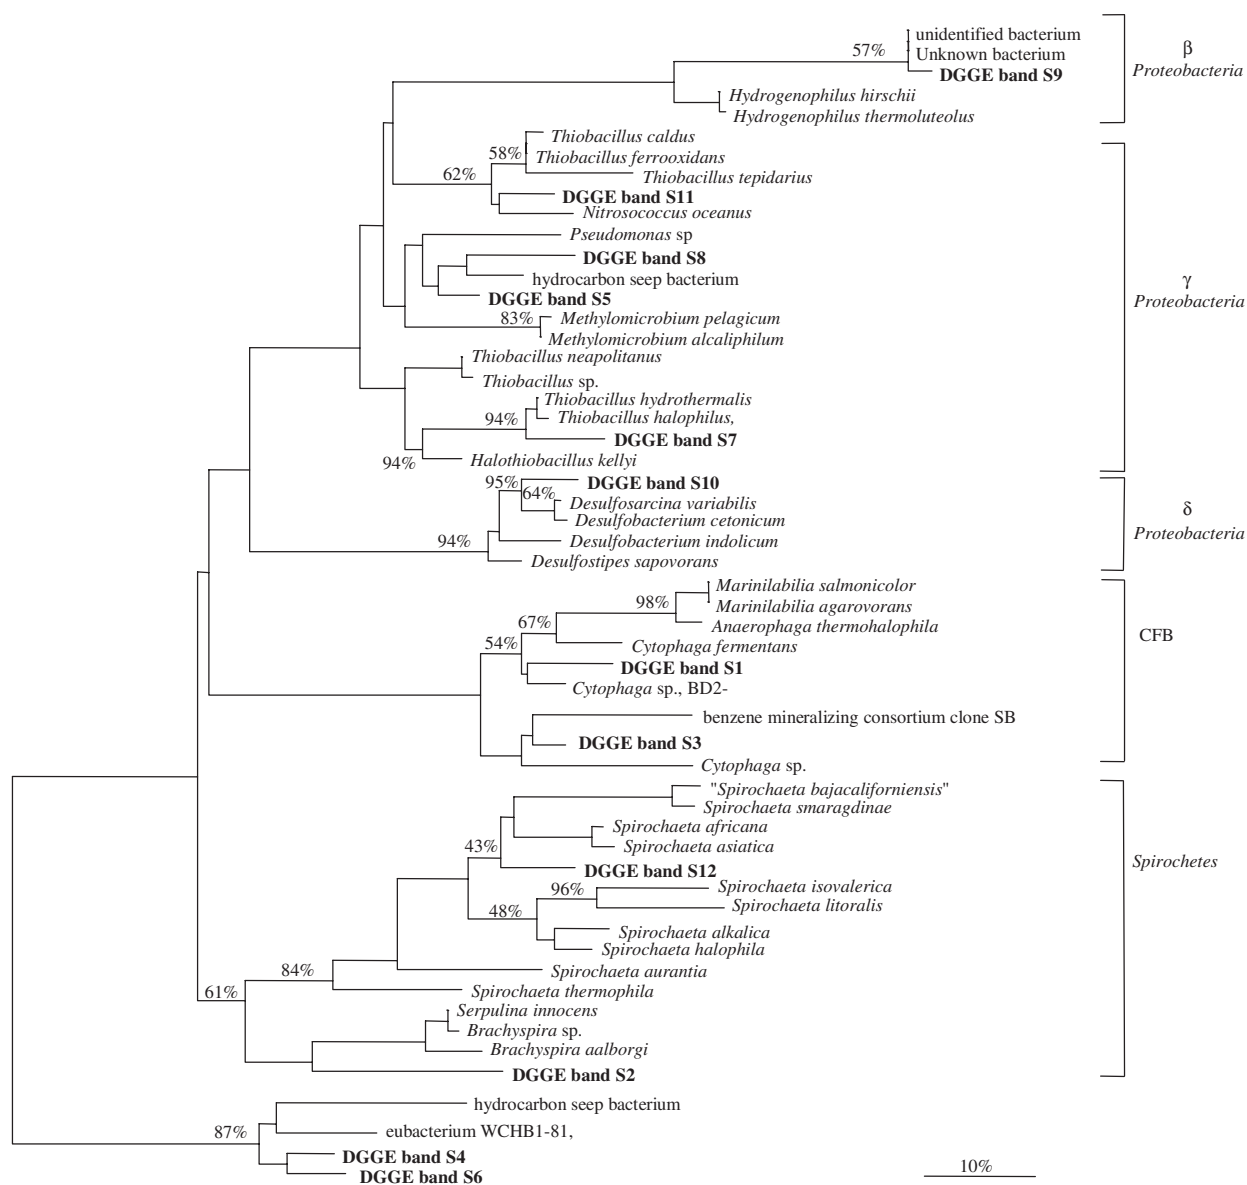 unidentified bacterium
57%
Unknown bacterium
DGGE band S9
β
Proteobacteria
Hydrogenophilus hirschii
Hydrogenophilus thermoluteolus
Thiobacillus caldus
58%
Thiobacillus ferrooxidans
62%
Thiobacillus tepidarius
DGGE band S11
Nitrosococcus oceanus
Pseudomonas sp
DGGE band S8
hydrocarbon seep bacterium
DGGE band S5
γ
Proteobacteria
83%
Methylomicrobium pelagicum
Methylomicrobium alcaliphilum
Thiobacillus neapolitanus
Thiobacillus sp.
Thiobacillus hydrothermalis
94%
Thiobacillus halophilus,
DGGE band S7
94%
Halothiobacillus kellyi
95%
DGGE band S10
64%
Desulfosarcina variabilis
Desulfobacterium cetonicum
δ
Proteobacteria
94%
Desulfobacterium indolicum
Desulfostipes sapovorans
Marinilabilia salmonicolor
98%
Marinilabilia agarovorans
67%
Anaerophaga thermohalophila
CFB
54%
Cytophaga fermentans
DGGE band S1
Cytophaga sp., BD2-
benzene mineralizing consortium clone SB
DGGE band S3
Cytophaga sp.
"Spirochaeta bajacaliforniensis"
Spirochaeta smaragdinae
Spirochaeta africana
43%
Spirochaeta asiatica
Spirochetes
DGGE band S12
96%
Spirochaeta isovalerica
48%
Spirochaeta litoralis
Spirochaeta alkalica
Spirochaeta halophila
84%
Spirochaeta aurantia
61%
Spirochaeta thermophila
Serpulina innocens
Brachyspira sp.
Brachyspira aalborgi
DGGE band S2
hydrocarbon seep bacterium
87%
eubacterium WCHB1-81,
DGGE band S4
DGGE band S6
10%